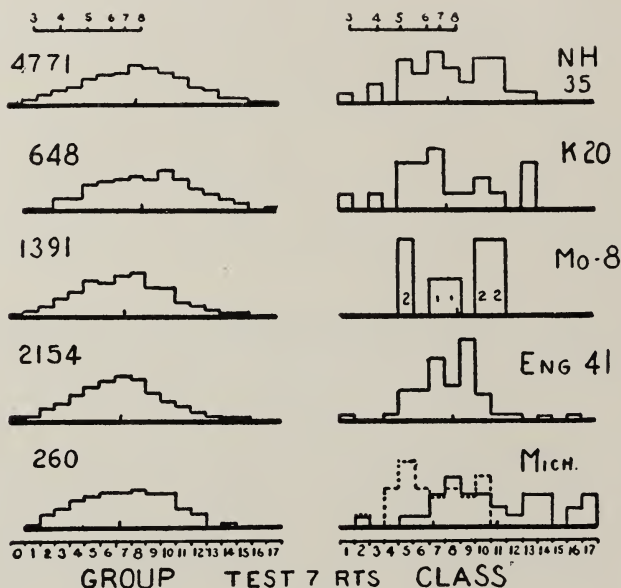 3 4 5 6 7 8
3 4 5 6 7 8
4771
NH
35
648
K 20
1391
MO-8
2 1 1 2 2
2154
ENG 41
260
MICH.
0 1 2 3 4 5 6 7 8 9 10 11 12 13 14 15 16 17
1 2 3 4 5 6 7 8 9 10 11 12 13 14 15 16 17
GROUP TEST 7 RTS CLASS